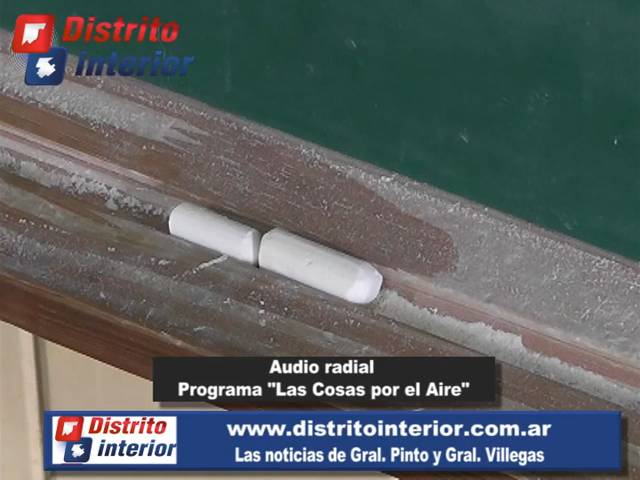 Distrito
interior
Audio radial
Programa "Las Cosas por el Aire"
Distrito
interior
www.distritointerior.com.ar
Las noticias de Gral. Pinto y Gral. Villegas